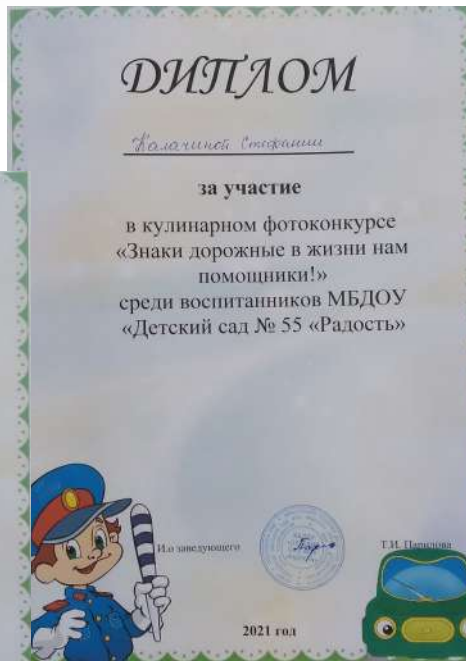 ДИПЛОМ
Калачиной Стефании
за участие
в кулинарном фотоконкурсе
«Знаки дорожные в жизни нам
помощники!»
среди воспитанников МБДОУ
«Детский сад № 55 «Радость»
И.о заведующего
Т.И.
2021 год